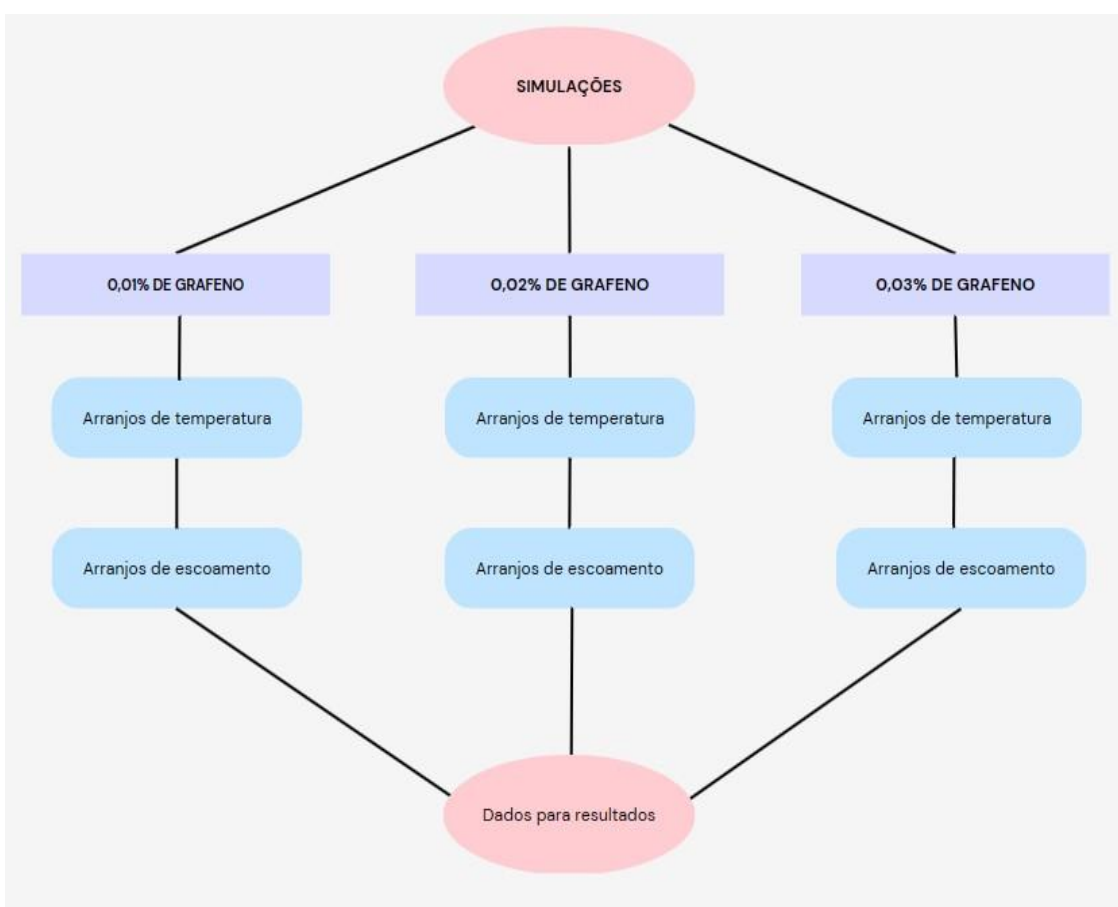 SIMULAÇÕES
0,01% DE GRAFENO
0,02% DE GRAFENO
0,03% DE GRAFENO
Arranjos de temperatura
Arranjos de temperatura
Arranjos de temperatura
Arranjos de escoamento
Arranjos de escoamento
Arranjos de escoamento
Dados para resultados